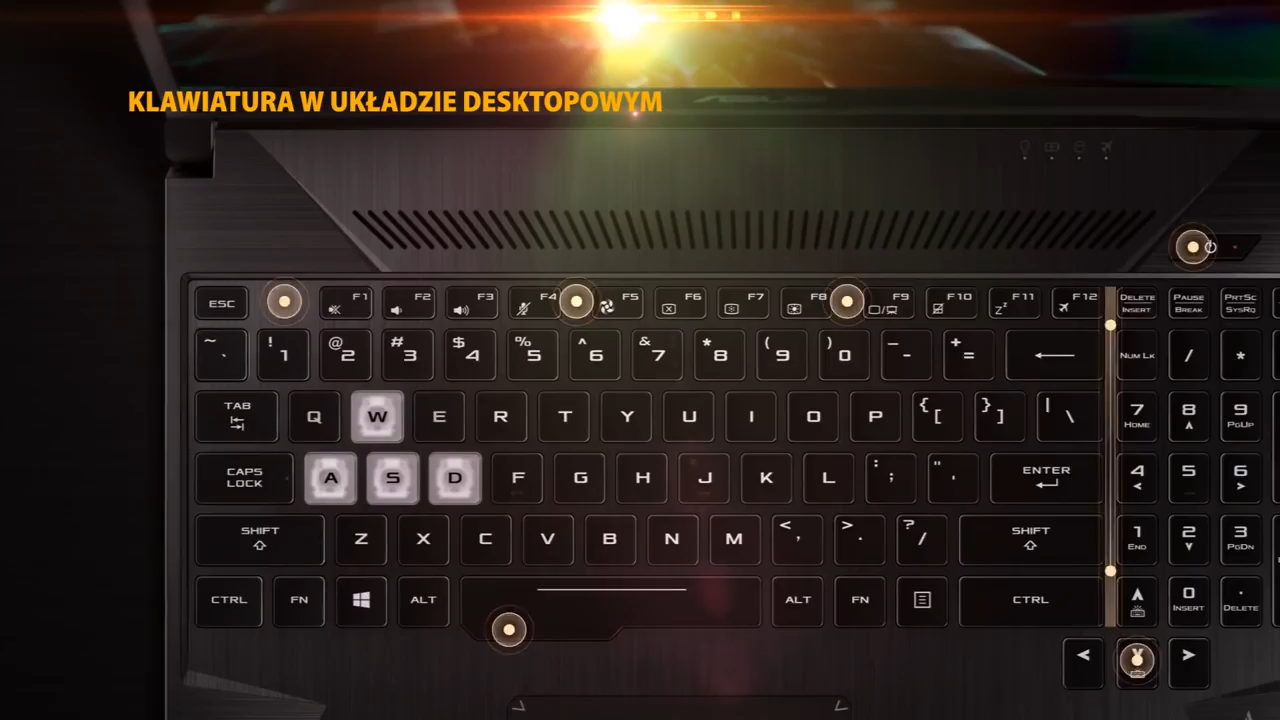 KLAWIATURA W UKŁADZIE DESKTOPOWYM
ESC F1 F2 F3 F4 F5 F6 F7 F8 F9 F10 F11 Zz F12 DELETE INSERT PAUSE BREAK PRTSC SYSRQ
~ ` ! 1 @ 2 # 3 $ 4 % 5 ^ 6 & 7 * 8 ( 9 ) 0 _ - + = NUM LK / *
TAB Q W E R T Y U I O P { [ } ] | \ 7 HOME 8 9 PGUP
CAPS LOCK A S D F G H J K L : ; " ' ENTER 4 < 5 6 >
SHIFT Z X C V B N M < , > . ? / SHIFT 1 END 2 3 PGDN
CTRL FN ALT ALT FN CTRL 0 INSERT . DELETE